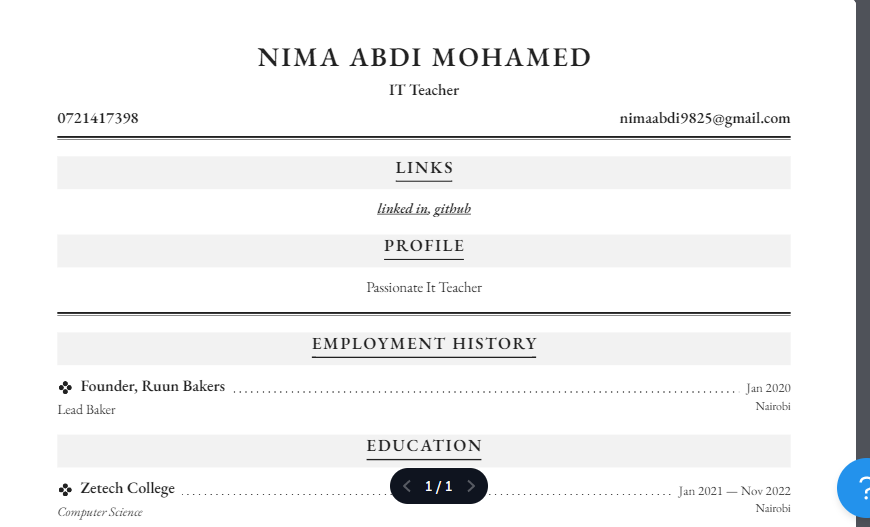 NIMA ABDI MOHAMED
IT Teacher
0721417398 nimaabdi9825@gmail.com
LINKS
linked in, github
PROFILE
Passionate It Teacher
EMPLOYMENT HISTORY
Founder, Ruun Bakers Jan 2020
Lead Baker Nairobi
EDUCATION
Zetech College Jan 2021 — Nov 2022
Computer Science Nairobi
1 / 1
?